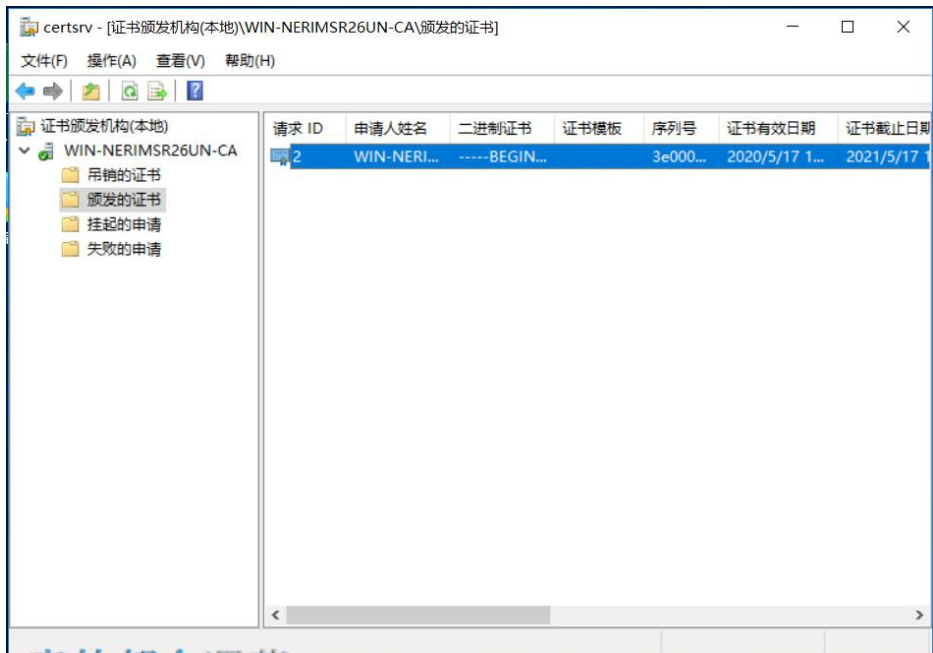 certsrv - [证书颁发机构(本地)\WIN-NERIMSR26UN-CA\颁发的证书]
文件(F) 操作(A) 查看(V) 帮助(H)
证书颁发机构(本地)
WIN-NERIMSR26UN-CA
吊销的证书
颁发的证书
挂起的申请
失败的申请
请求 ID 申请人姓名 二进制证书 证书模板 序列号 证书有效日期 证书截止日期
2 WIN-NERI... -----BEGIN... 3e000... 2020/5/17 1... 2021/5/17 1